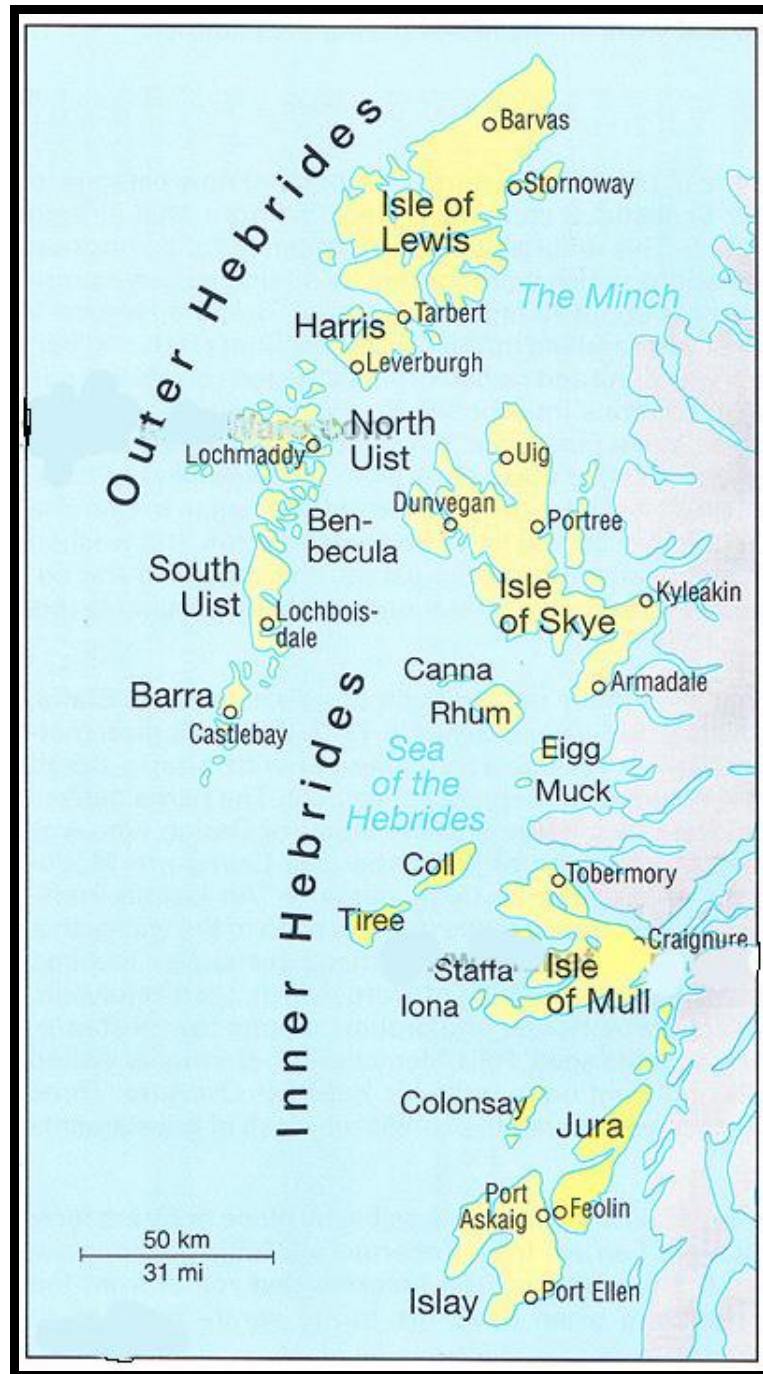 Outer Hebrides
Barvas
Stornoway
Isle of
Lewis
The Minch
Tarbert
Harris
Leverburgh
North
Uist
Lochmaddy
Uig
Dunvegan
Ben-
becula
Portree
South
Uist
Isle
of Skye
Kyleakin
Lochbois-
dale
Canna
Armadale
Barra
Rhum
Castlebay
Sea
of the
Hebrides
Eigg
Muck
Inner Hebrides
Coll
Tobermory
Tiree
Craignure
Staffa
Isle
of Mull
Iona
Colonsay
Jura
Port
Askaig
Feolin
50 km
31 mi
Islay
Port Ellen